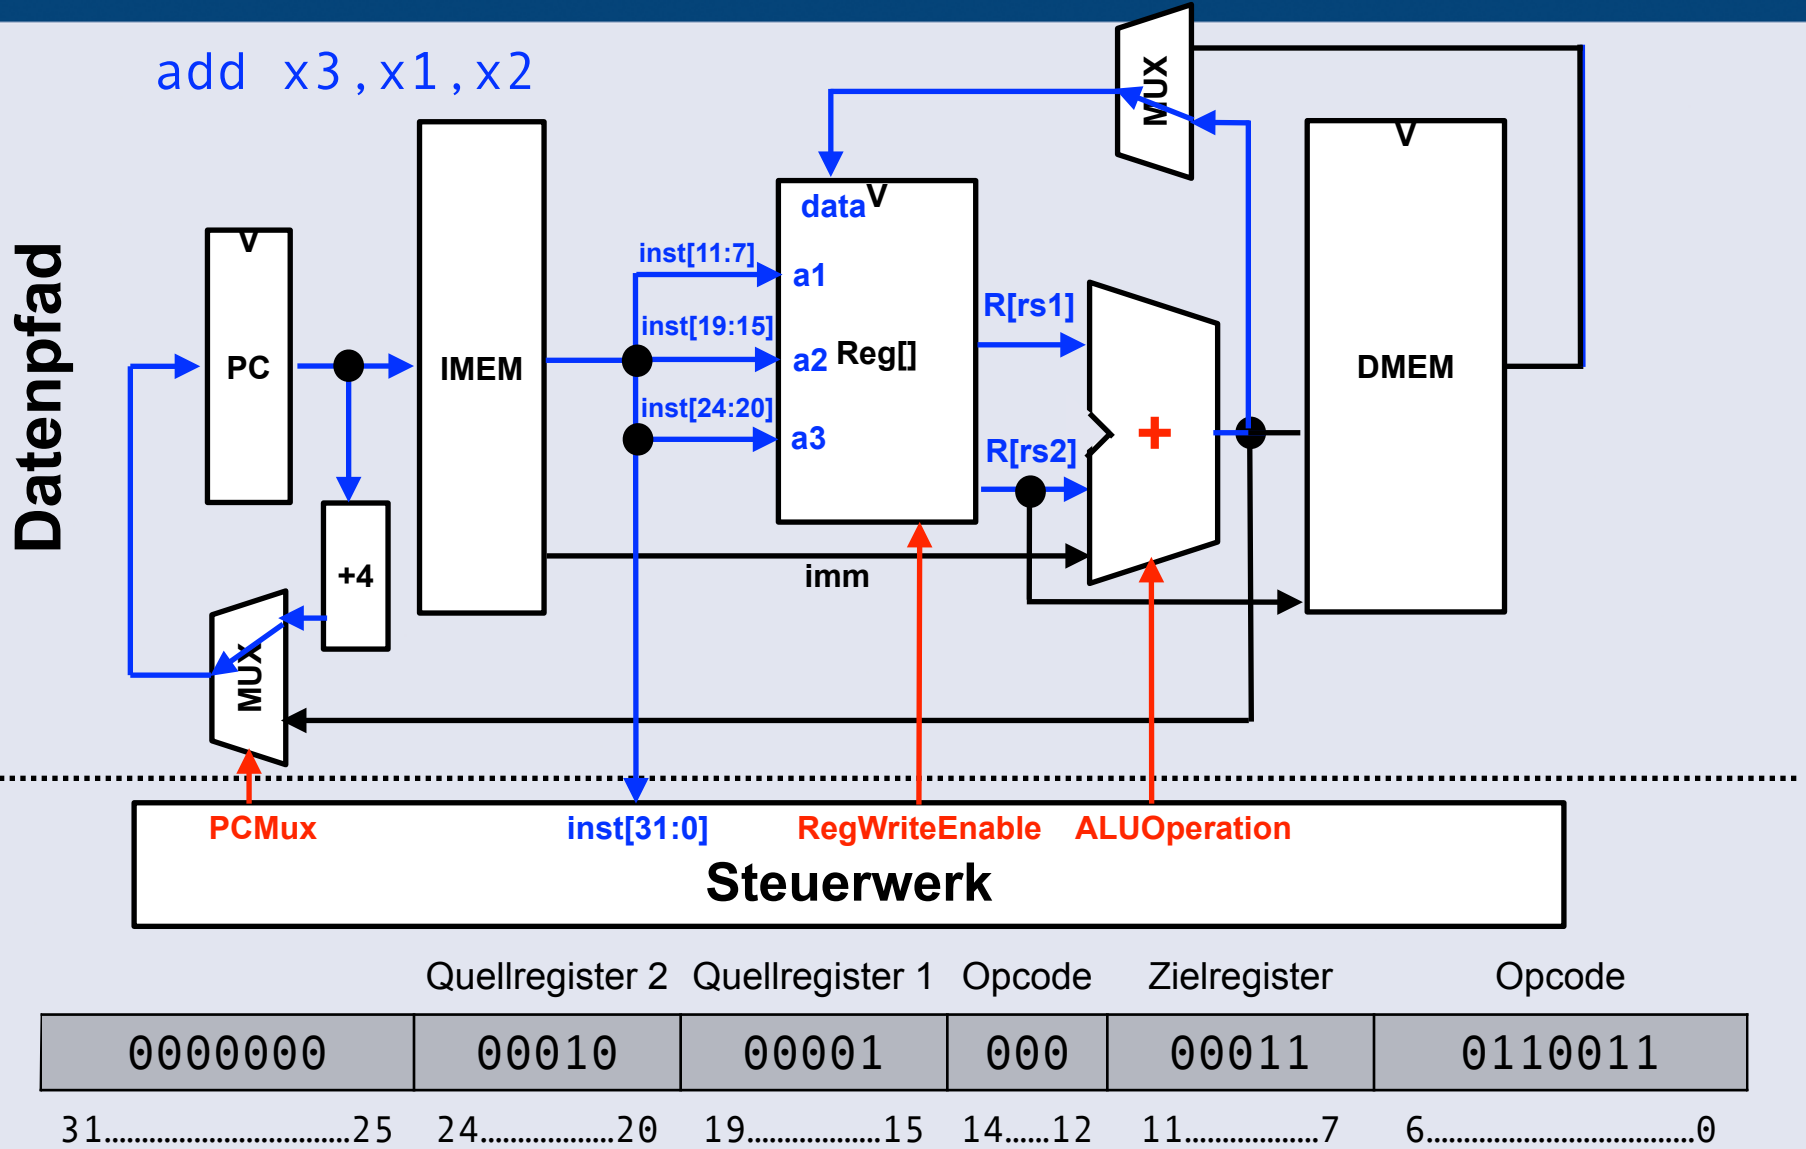 add x3,x1,x2
Datenpfad
MUX
V
data V
V
inst[11:7]
a1
R[rs1]
inst[19:15]
PC
IMEM
a2 Reg[]
DMEM
inst[24:20]
a3
+
R[rs2]
+4
imm
MUX
PCMux
inst[31:0]
RegWriteEnable
ALUOperation
Steuerwerk
Quellregister 2 Quellregister 1 Opcode Zielregister Opcode
0000000 00010 00001 000 00011 0110011
31.................................25 24..................20 19..................15 14......12 11..................7 6....................................0